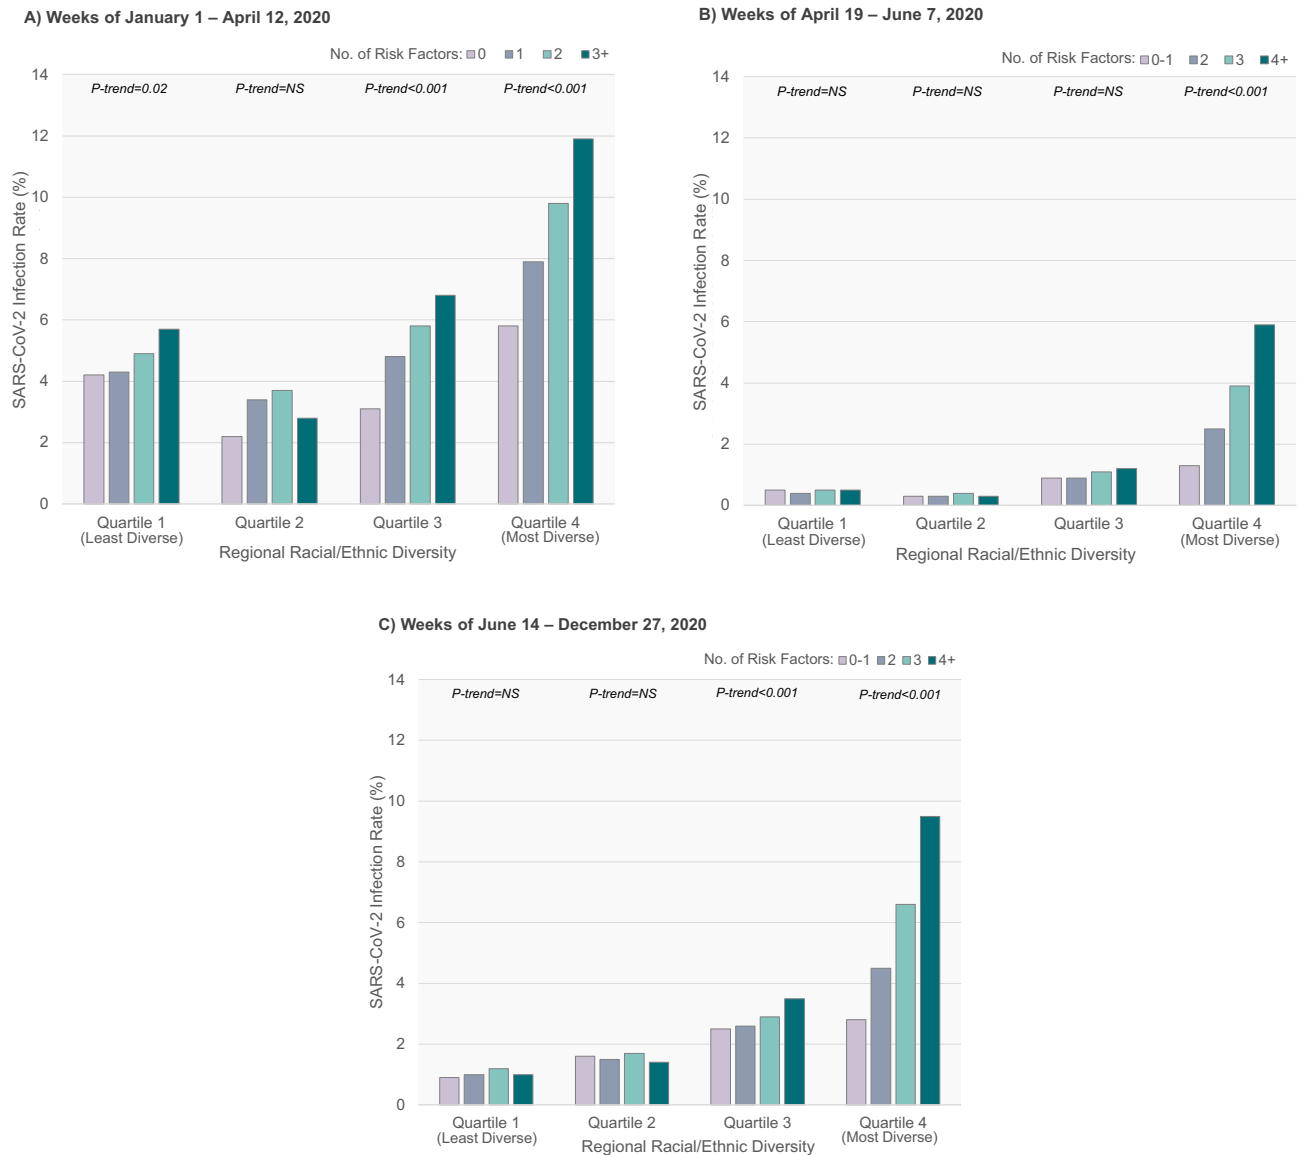 A) Weeks of January 1 – April 12, 2020
No. of Risk Factors: 0 1 2 3+
P-trend=0.02 P-trend=NS P-trend<0.001 P-trend<0.001
SARS-CoV-2 Infection Rate (%)
14
12
10
8
6
4
2
0
Quartile 1 Quartile 2 Quartile 3 Quartile 4
(Least Diverse) (Most Diverse)
Regional Racial/Ethnic Diversity
B) Weeks of April 19 – June 7, 2020
No. of Risk Factors: 0-1 2 3 4+
P-trend=NS P-trend=NS P-trend=NS P-trend<0.001
SARS-CoV-2 Infection Rate (%)
14
12
10
8
6
4
2
0
Quartile 1 Quartile 2 Quartile 3 Quartile 4
(Least Diverse) (Most Diverse)
Regional Racial/Ethnic Diversity
C) Weeks of June 14 – December 27, 2020
No. of Risk Factors: 0-1 2 3 4+
P-trend=NS P-trend=NS P-trend<0.001 P-trend<0.001
SARS-CoV-2 Infection Rate (%)
14
12
10
8
6
4
2
0
Quartile 1 Quartile 2 Quartile 3 Quartile 4
(Least Diverse) (Most Diverse)
Regional Racial/Ethnic Diversity